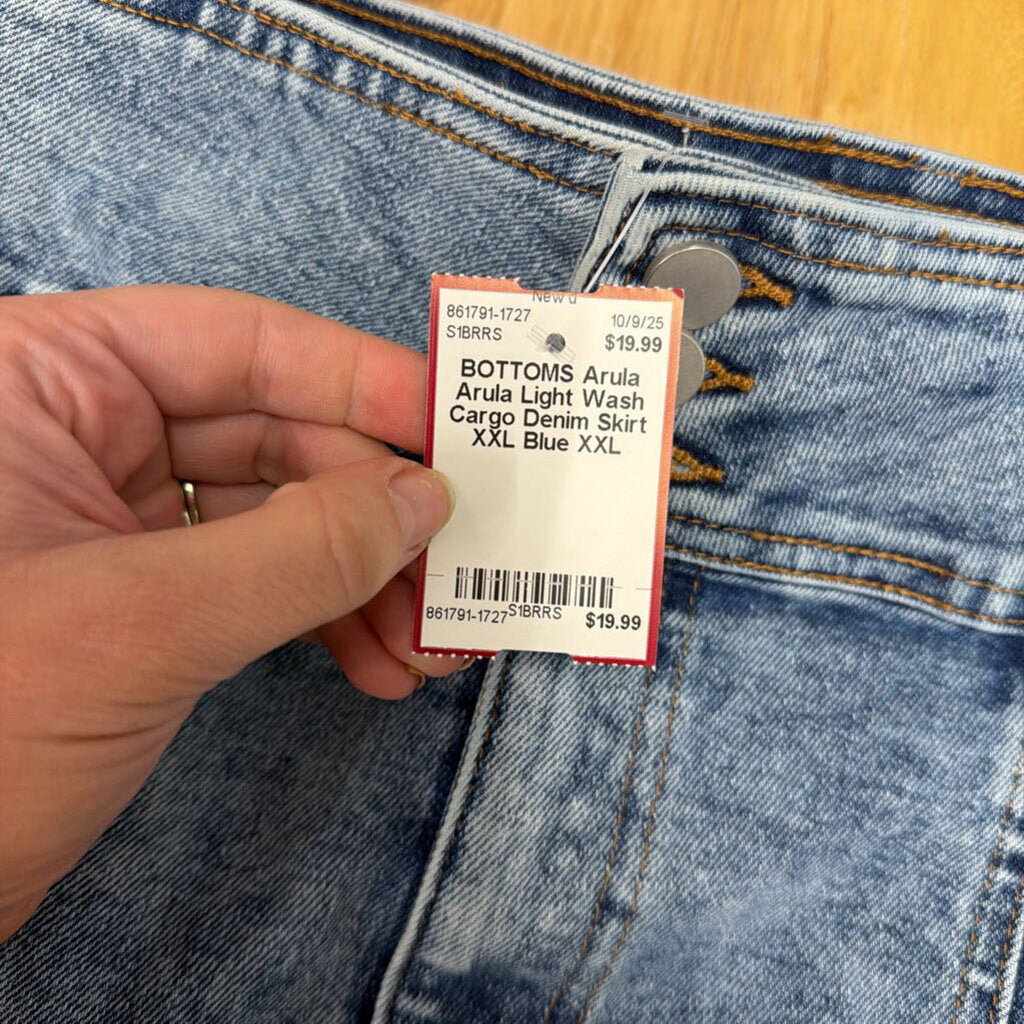 New'd
861791-1727 10/9/25
S1BRRS $19.99
BOTTOMS Arula
Arula Light Wash
Cargo Denim Skirt
XXL Blue XXL
861791-1727 S1BRRS $19.99